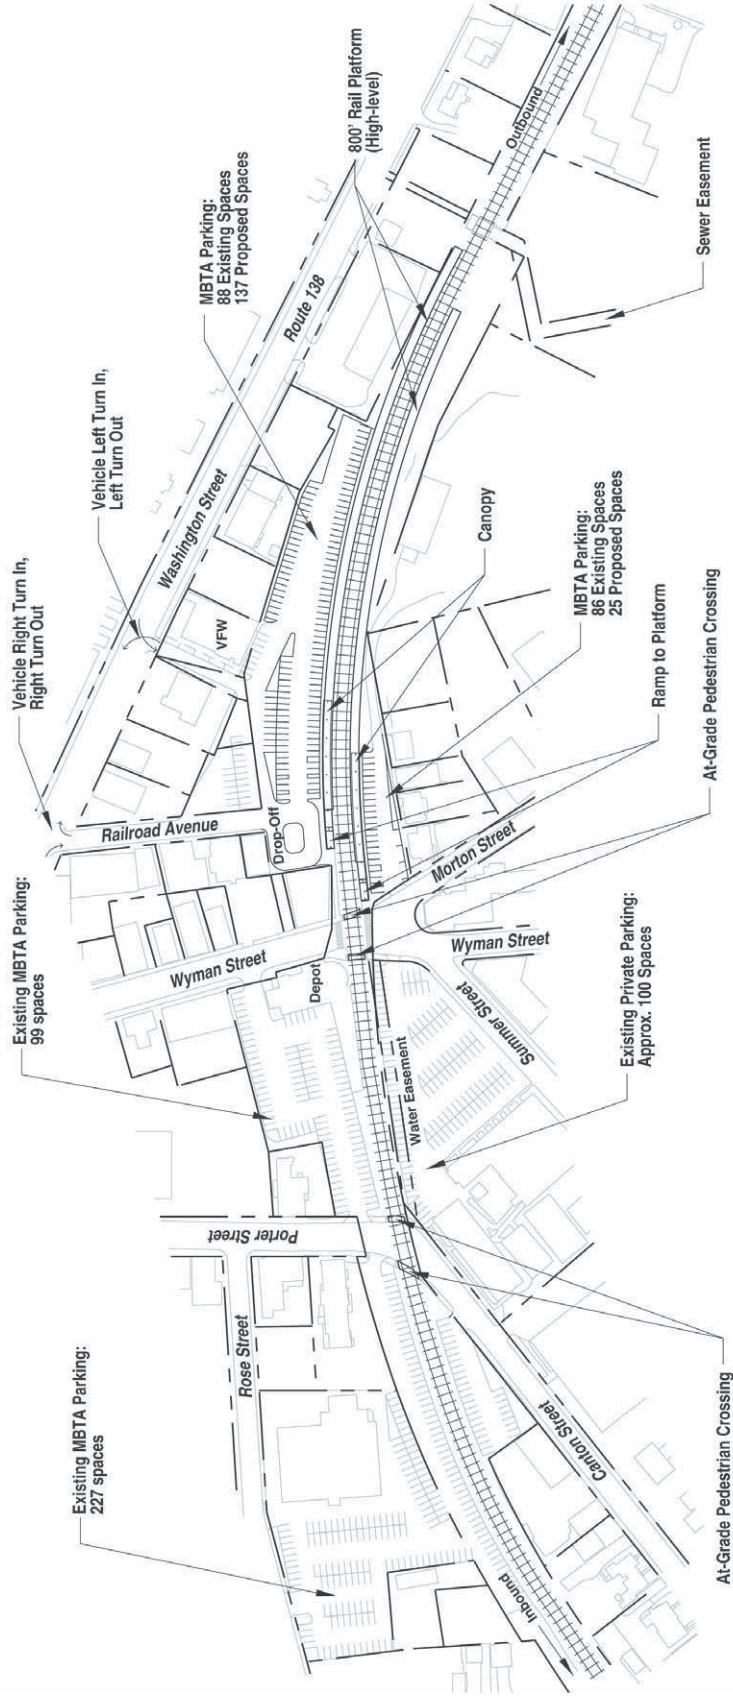 Vehicle Right Turn In,
Right Turn Out
Vehicle Left Turn In,
Left Turn Out
MBTA Parking:
88 Existing Spaces
137 Proposed Spaces
800' Rail Platform
(High-level)
Existing MBTA Parking:
99 spaces
Existing MBTA Parking:
227 spaces
Washington Street
Route 138
Railroad Avenue
VFW
Drop-Off
Wyman Street
Depot
Porter Street
Rose Street
Outbound
Inbound
Water Easement
Morton Street
Wyman Street
Summer Street
Canton Street
Canopy
MBTA Parking:
86 Existing Spaces
25 Proposed Spaces
Sewer Easement
Ramp to Platform
At-Grade Pedestrian Crossing
Existing Private Parking:
Approx. 100 Spaces
At-Grade Pedestrian Crossing